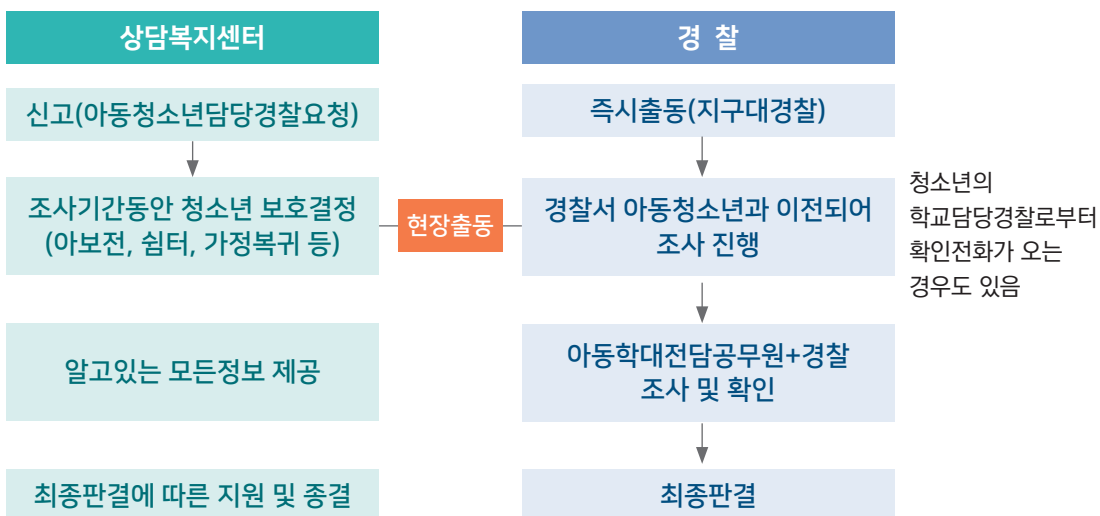 상담복지센터
경 찰
신고(아동청소년담당경찰요청)
즉시출동(지구대경찰)
조사기간동안 청소년 보호결정
(아보전, 쉼터, 가정복귀 등)
현장출동
경찰서 아동청소년과 이전되어
조사 진행
청소년의
학교담당경찰로부터
확인전화가 오는
경우도 있음
알고있는 모든정보 제공
아동학대전담공무원+경찰
조사 및 확인
최종판결에 따른 지원 및 종결
최종판결